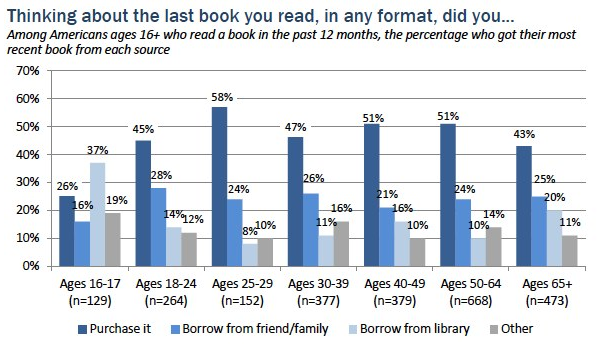 Thinking about the last book you read, in any format, did you...
Among Americans ages 16+ who read a book in the past 12 months, the percentage who got their most
recent book from each source
70%
60%
50%
40%
30%
20%
10%
0%
26% 16% 37% 19%
45% 28% 14% 12%
58% 24% 8% 10%
47% 26% 11% 16%
51% 21% 16% 10%
51% 24% 10% 14%
43% 25% 20% 11%
Ages 16-17 Ages 18-24 Ages 25-29 Ages 30-39 Ages 40-49 Ages 50-64 Ages 65+
(n=129) (n=264) (n=152) (n=377) (n=379) (n=668) (n=473)
Purchase it Borrow from friend/family Borrow from library Other